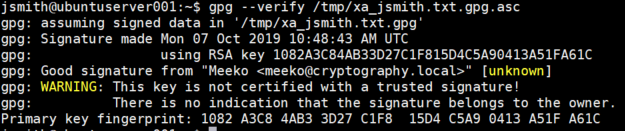 jsmith@ubuntuserver001:~$ gpg --verify /tmp/xa_jsmith.txt.gpg.asc
gpg: assuming signed data in '/tmp/xa_jsmith.txt.gpg'
gpg: Signature made Mon 07 Oct 2019 10:48:43 AM UTC
gpg:                using RSA key 1082A3C84AB33D27C1F815D4C5A90413A51FA61C
gpg: Good signature from "Meeko <meeko@cryptography.local>" [unknown]
gpg: WARNING: This key is not certified with a trusted signature!
gpg:          There is no indication that the signature belongs to the owner.
Primary key fingerprint: 1082 A3C8 4AB3 3D27 C1F8  15D4 C5A9 0413 A51F A61C